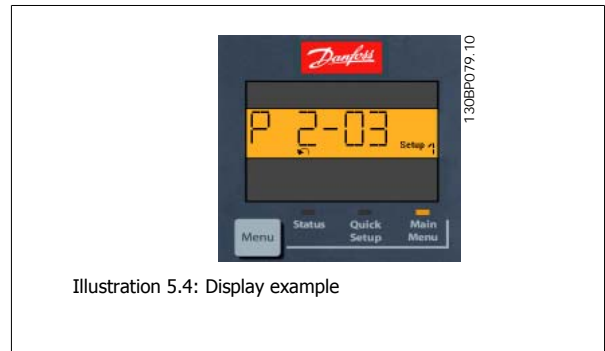 Danfoss
130BP079.10
P 2-03
Setup 1
Menu
Status
Quick Setup
Main Menu
Illustration 5.4: Display example